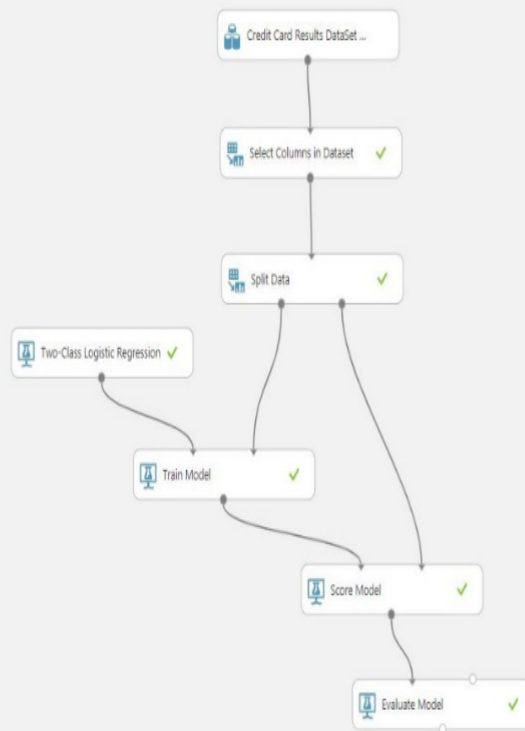 Credit Card Results DataSet ...
Select Columns in Dataset
Split Data
Two-Class Logistic Regression
Train Model
Score Model
Evaluate Model